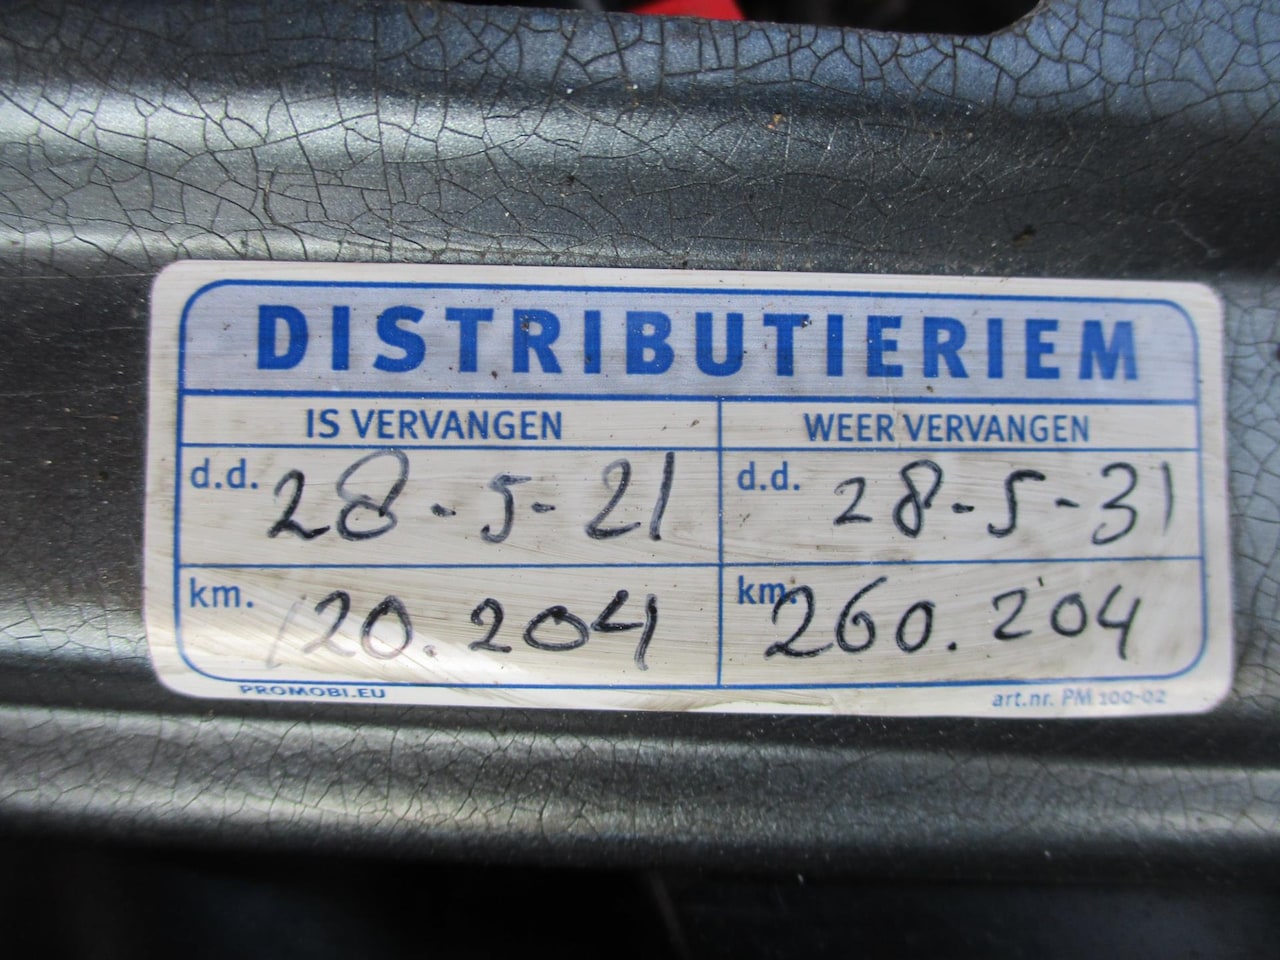 DISTRIBUTIERIEM
IS VERVANGEN WEER VERVANGEN
d.d. 28-5-21 d.d. 28-5-31
km. 120.204 km. 260.204
PROMOBI.EU art.nr. PM 100-02